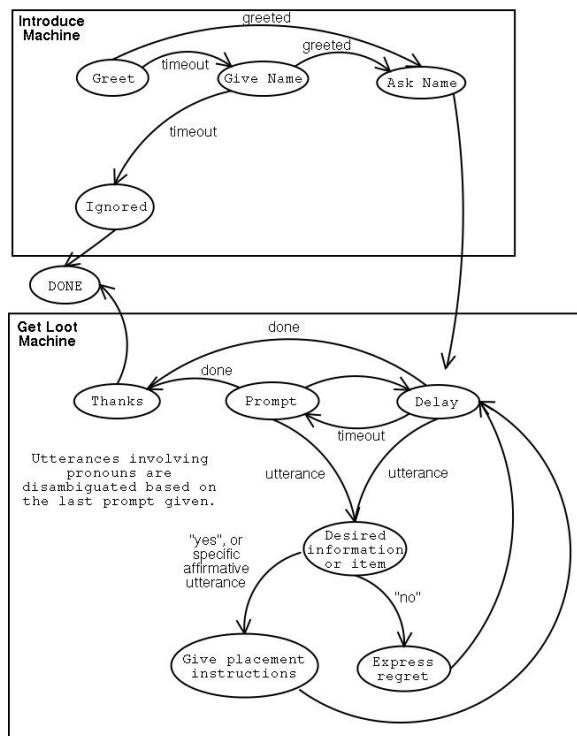 Introduce
Machine
greeted
greeted
timeout
Greet
Give Name
Ask Name
timeout
Ignored
DONE
Get Loot
Machine
done
done
Thanks
Prompt
Delay
timeout
Utterances involving
pronouns are
disambiguated based on
the last prompt given.
utterance
utterance
Desired
information
or item
"yes", or
specific
affirmative
utterance
"no"
Give placement
instructions
Express
regret